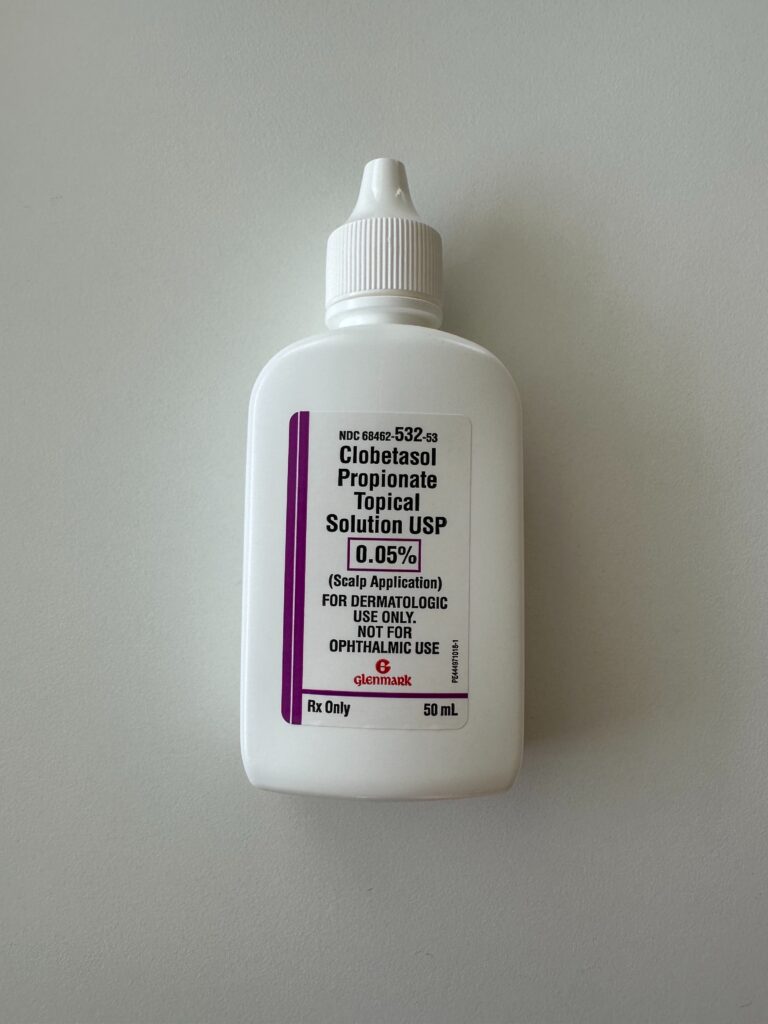 NDC 68462-532-53
Clobetasol
Propionate
Topical
Solution USP
0.05%
(Scalp Application)
FOR DERMATOLOGIC
USE ONLY.
NOT FOR
OPHTHALMIC USE
G
glenmark
Rx Only
50 mL